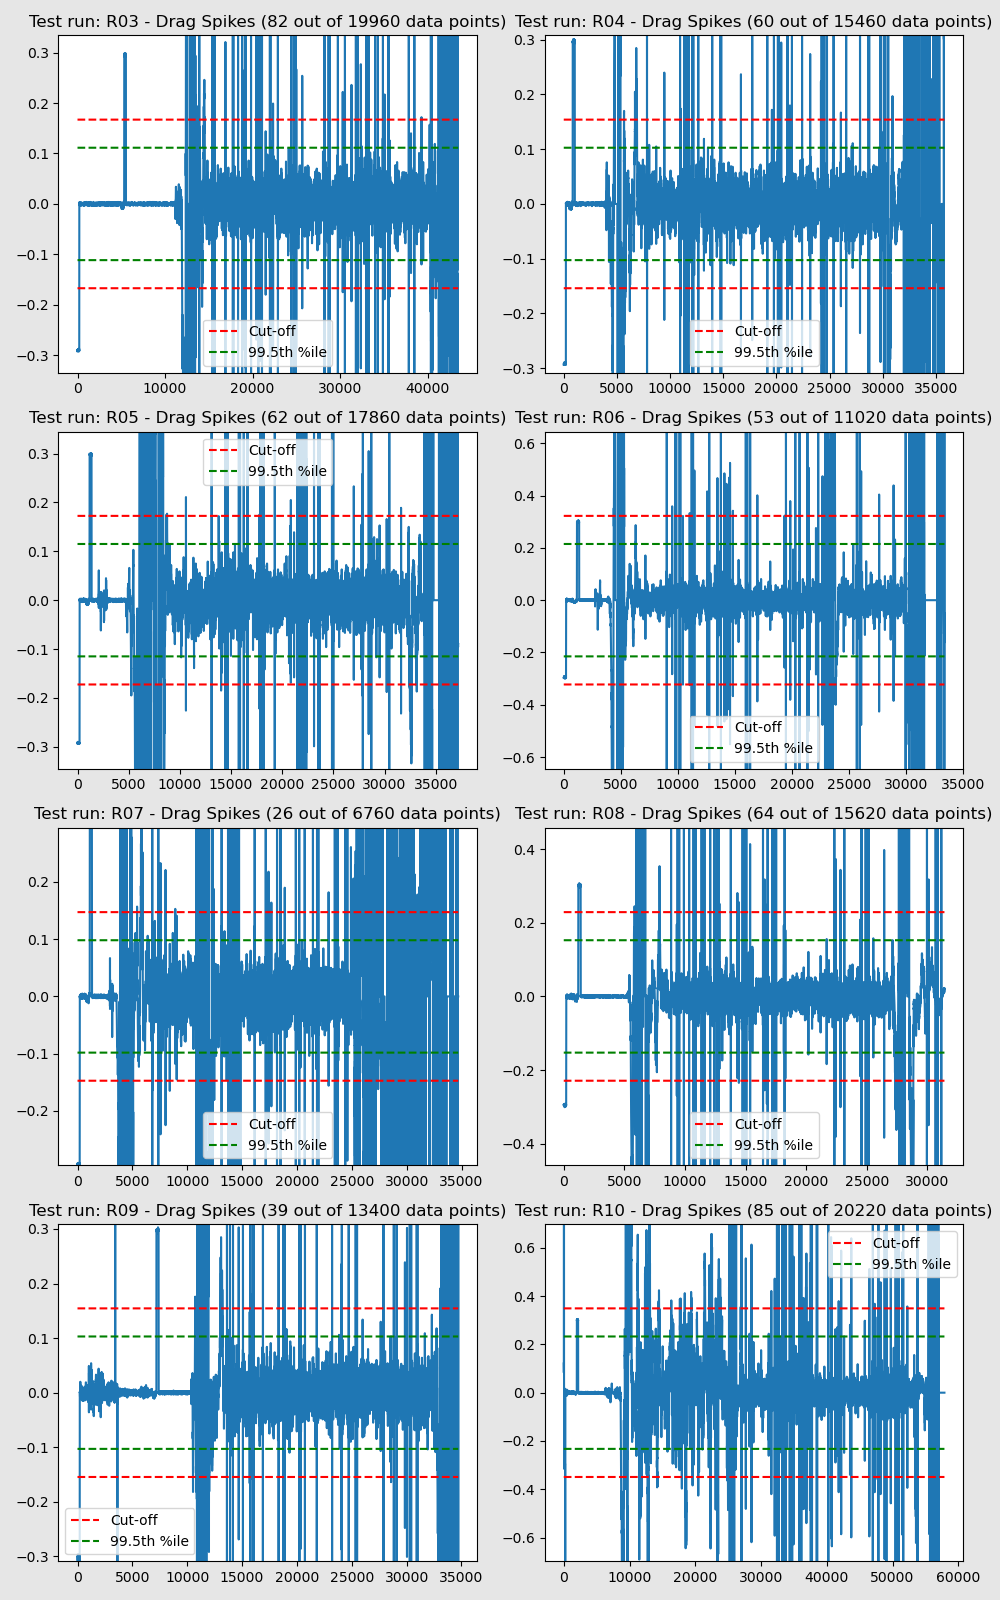 Test run: R03 - Drag Spikes (82 out of 19960 data points)
0.3
0.2
0.1
0.0
−0.1
−0.2
−0.3
Cut-off
99.5th %ile
0 10000 20000 30000 40000
Test run: R04 - Drag Spikes (60 out of 15460 data points)
0.3
0.2
0.1
0.0
−0.1
−0.2
−0.3
Cut-off
99.5th %ile
0 5000 10000 15000 20000 25000 30000 35000
Test run: R05 - Drag Spikes (62 out of 17860 data points)
0.3
0.2
0.1
0.0
−0.1
−0.2
−0.3
Cut-off
99.5th %ile
0 5000 10000 15000 20000 25000 30000 35000
Test run: R06 - Drag Spikes (53 out of 11020 data points)
0.6
0.4
0.2
0.0
−0.2
−0.4
−0.6
Cut-off
99.5th %ile
0 5000 10000 15000 20000 25000 30000 35000
Test run: R07 - Drag Spikes (26 out of 6760 data points)
0.2
0.1
0.0
−0.1
−0.2
Cut-off
99.5th %ile
0 5000 10000 15000 20000 25000 30000 35000
Test run: R08 - Drag Spikes (64 out of 15620 data points)
0.4
0.2
0.0
−0.2
−0.4
Cut-off
99.5th %ile
0 5000 10000 15000 20000 25000 30000
Test run: R09 - Drag Spikes (39 out of 13400 data points)
0.3
0.2
0.1
0.0
−0.1
−0.2
−0.3
Cut-off
99.5th %ile
0 5000 10000 15000 20000 25000 30000 35000
Test run: R10 - Drag Spikes (85 out of 20220 data points)
0.6
0.4
0.2
0.0
−0.2
−0.4
−0.6
Cut-off
99.5th %ile
0 10000 20000 30000 40000 50000 60000